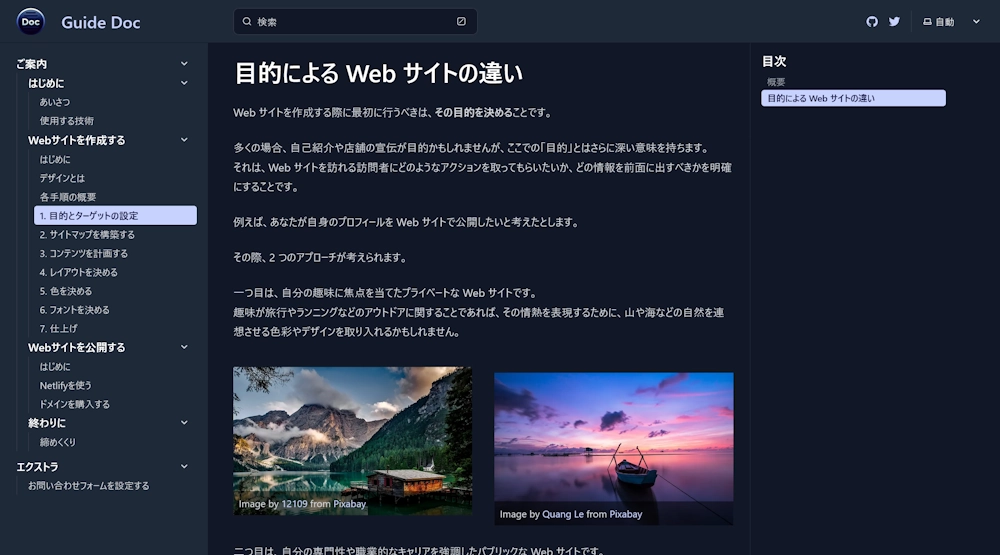 Doc
Guide Doc
検索
自動
ご案内
はじめに
あいさつ
使用する技術
Webサイトを作成する
はじめに
デザインとは
各手順の概要
1. 目的とターゲットの設定
2. サイトマップを構築する
3. コンテンツを計画する
4. レイアウトを決める
5. 色を決める
6. フォントを決める
7. 仕上げ
Webサイトを公開する
はじめに
Netlifyを使う
ドメインを購入する
終わりに
締めくくり
エクストラ
お問い合わせフォームを設定する
目的による Web サイトの違い
Web サイトを作成する際に最初に行うべきは、その目的を決めることです。
多くの場合、自己紹介や店舗の宣伝が目的かもしれませんが、ここでの「目的」とはさらに深い意味を持ちます。
それは、Web サイトを訪れる訪問者にどのようなアクションを取ってもらいたいか、どの情報を前面に出すべきかを明確
にすることです。
例えば、あなたが自身のプロフィールを Web サイトで公開したいと考えたとします。
その際、2 つのアプローチが考えられます。
一つ目は、自分の趣味に焦点を当てたプライベートな Web サイトです。
趣味が旅行やランニングなどのアウトドアに関することであれば、その情熱を表現するために、山や海などの自然を連
想させる色彩やデザインを取り入れるかもしれません。
Image by 12109 from Pixabay
Image by Quang Le from Pixabay
二つ目は、自分の専門性や職業的なキャリアを強調したパブリックな Web サイトです。
目次
概要
目的による Web サイトの違い